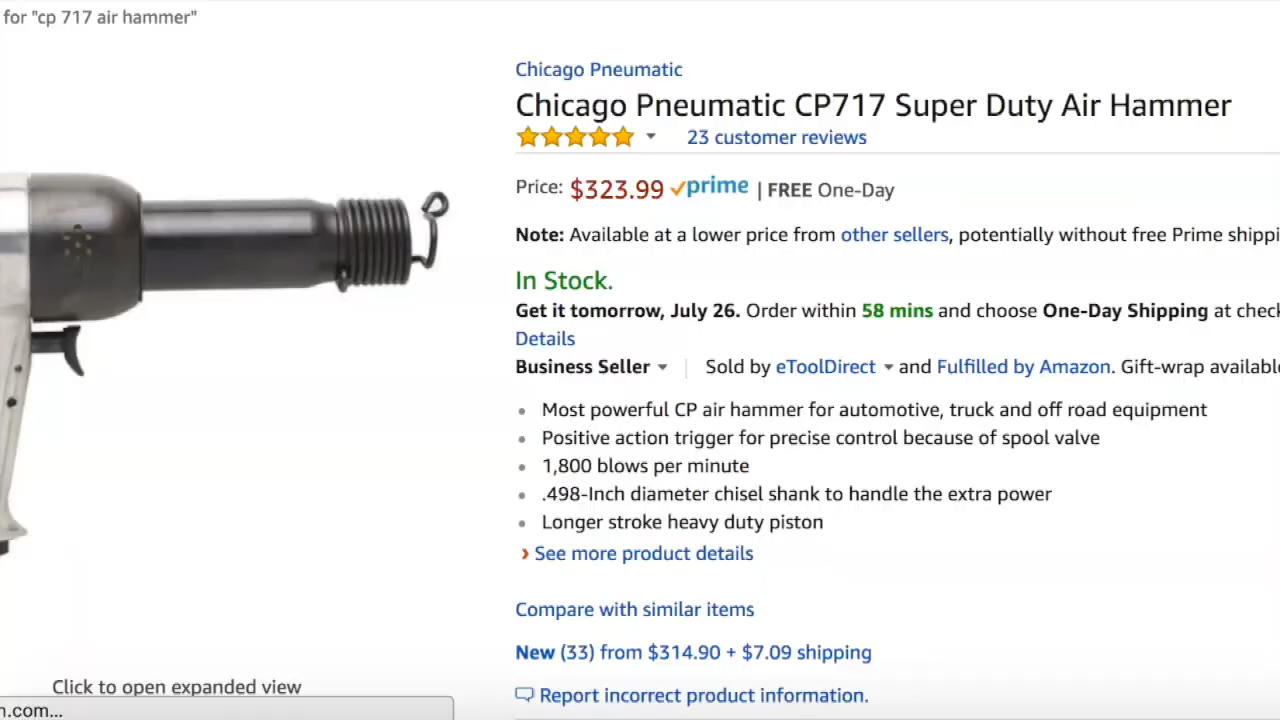 for "cp 717 air hammer"
Chicago Pneumatic
Chicago Pneumatic CP717 Super Duty Air Hammer
23 customer reviews
Price: $323.99 prime | FREE One-Day
Note: Available at a lower price from other sellers, potentially without free Prime
In Stock.
Get it tomorrow, July 26. Order within 58 mins and choose One-Day Shipping at
Details
Business Seller Sold by eToolDirect and Fulfilled by Amazon. Gift-wrap
Most powerful CP air hammer for automotive, truck and off road equipment
Positive action trigger for precise control because of spool valve
1,800 blows per minute
.498-Inch diameter chisel shank to handle the extra power
Longer stroke heavy duty piston
› See more product details
Compare with similar items
New (33) from $314.90 + $7.09 shipping
Report incorrect product information.
Click to open expanded view
.com...